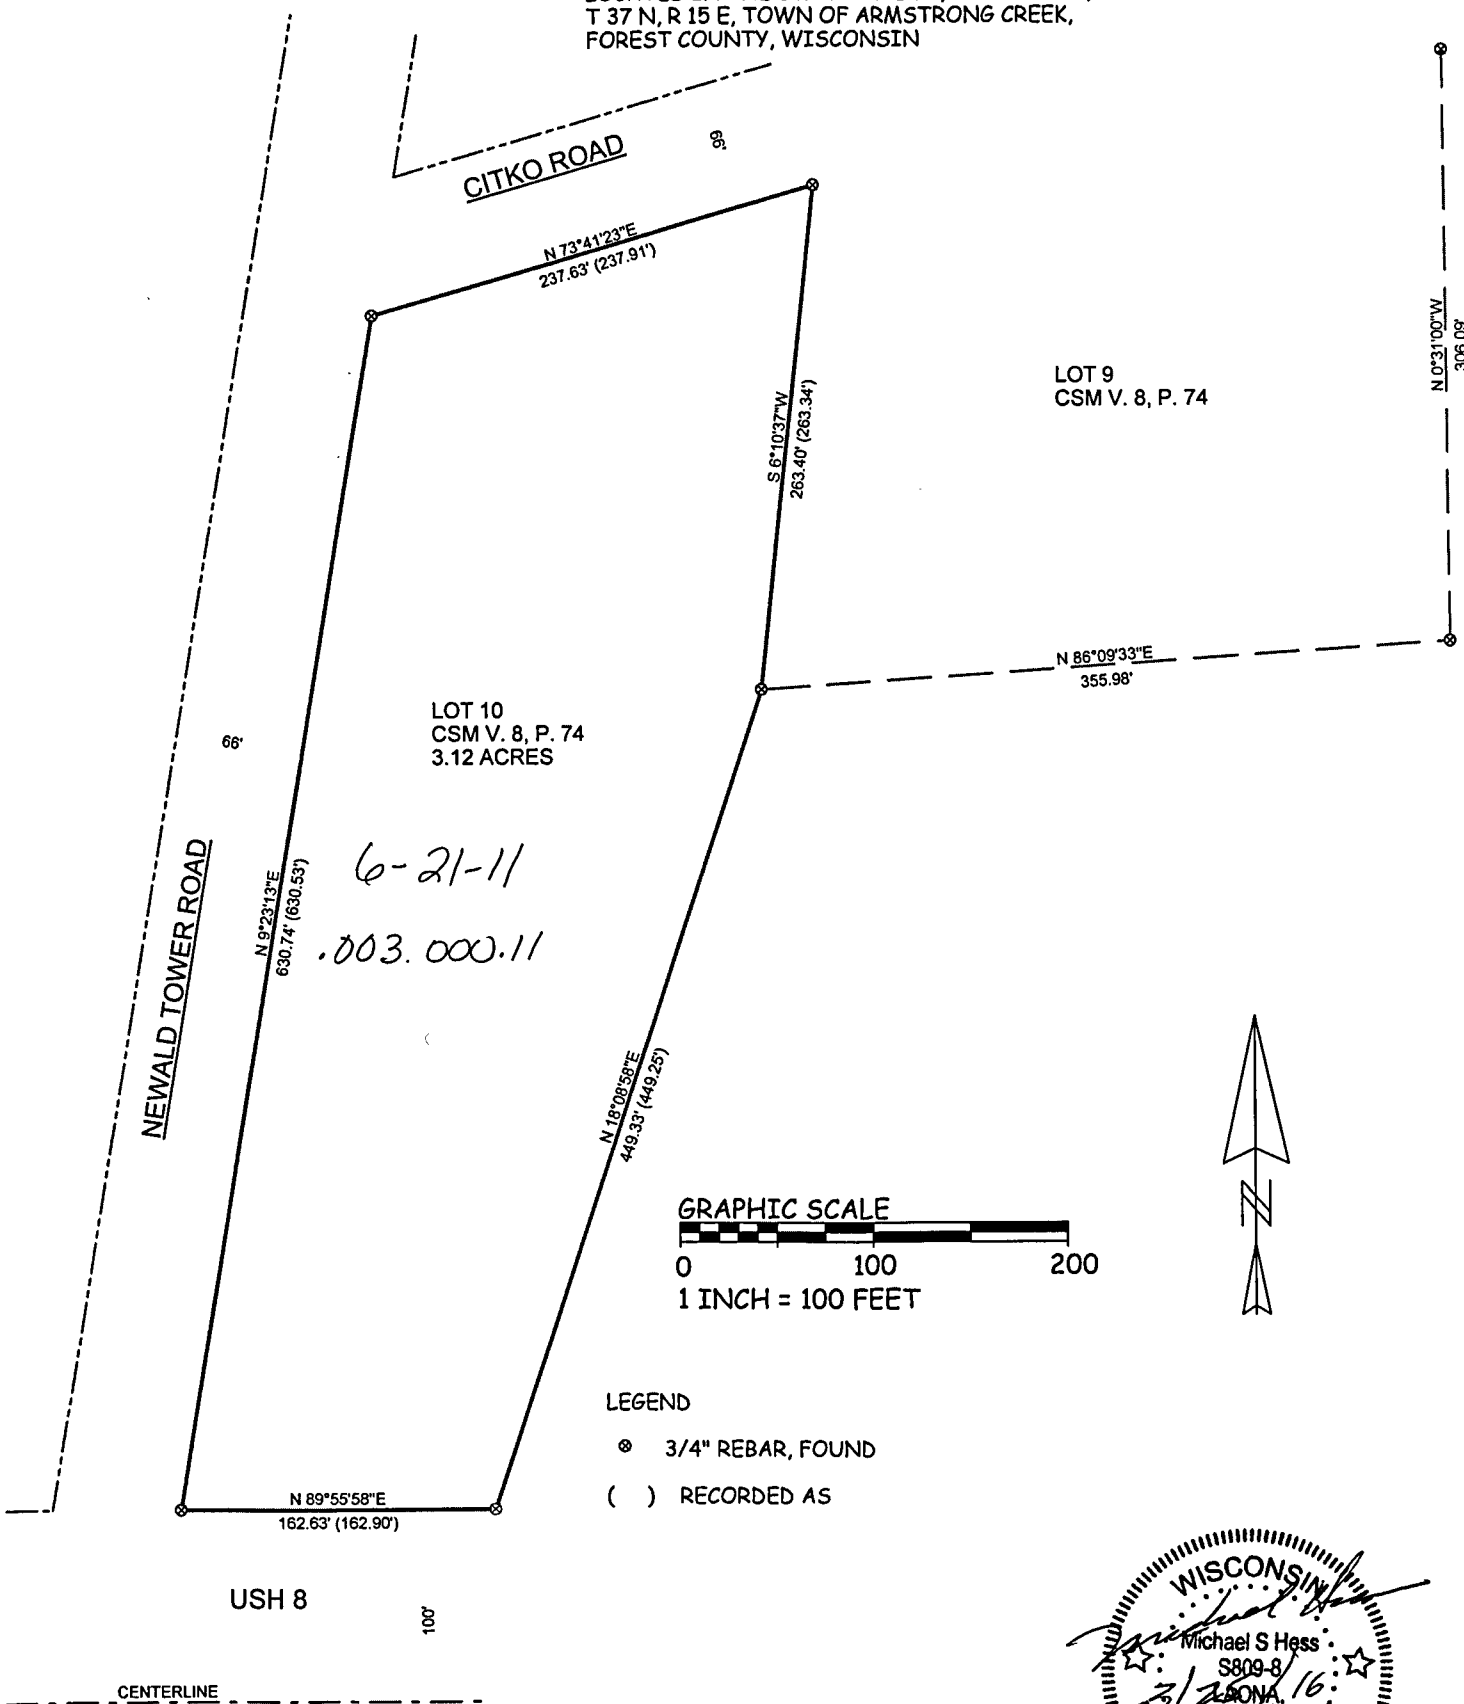 T 37 N, R 15 E, TOWN OF ARMSTRONG CREEK,
FOREST COUNTY, WISCONSIN
CITKO ROAD
66'
N 73°41'23"E
237.63' (237.91')
S 6°10'37"W
263.40' (263.34')
LOT 9
CSM V. 8, P. 74
N 0°31'00"W
306.09'
N 86°09'33"E
355.98'
LOT 10
CSM V. 8, P. 74
3.12 ACRES
66'
NEWALD TOWER ROAD
N 9°23'13"E
630.74' (630.53')
6-21-11
.003.000.11
N 18°08'58"E
449.33' (449.25')
GRAPHIC SCALE
0 100 200
1 INCH = 100 FEET
N
LEGEND
3/4" REBAR, FOUND
( ) RECORDED AS
N 89°55'58"E
162.63' (162.90')
USH 8
100'
CENTERLINE
WISCONSIN
Michael S Hess
S809-8
LAONA,